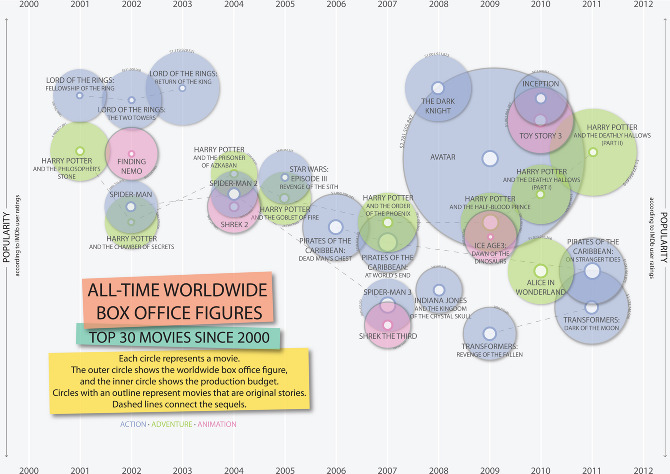 2000 2001 2002 2003 2004 2005 2006 2007 2008 2009 2010 2011 2012
POPULARITY
according to IMDb user ratings
LORD OF THE RINGS:
FELLOWSHIP OF THE RING
LORD OF THE RINGS:
THE TWO TOWERS
LORD OF THE RINGS:
RETURN OF THE KING
THE DARK
KNIGHT
INCEPTION
TOY STORY 3
AVATAR
HARRY POTTER
AND THE DEATHLY HALLOWS
(PART II)
HARRY POTTER
AND THE PHILOSOPHER'S
STONE
FINDING
NEMO
HARRY POTTER
AND THE PRISONER
OF AZKABAN
SPIDER-MAN 2
STAR WARS:
EPISODE III
REVENGE OF THE SITH
HARRY POTTER
AND THE DEATHLY HALLOWS
(PART I)
SPIDER-MAN
HARRY POTTER
AND THE CHAMBER OF SECRETS
SHREK 2
HARRY POTTER
AND THE GOBLET OF FIRE
HARRY POTTER
AND THE ORDER
OF THE PHOENIX
HARRY POTTER
AND THE HALF-BLOOD PRINCE
PIRATES OF THE
CARIBBEAN:
DEAD MAN'S CHEST
PIRATES OF THE
CARIBBEAN:
AT WORLD'S END
ICE AGE3:
DAWN OF THE
DINOSAURS
PIRATES OF THE
CARIBBEAN:
ON STRANGER TIDES
ALICE IN
WONDERLAND
SPIDER-MAN 3
INDIANA JONES
AND THE KINGDOM
OF THE CRYSTAL SKULL
SHREK THE THIRD
TRANSFORMERS:
REVENGE OF THE FALLEN
TRANSFORMERS:
DARK OF THE MOON
POPULARITY
according to IMDb user ratings
ALL-TIME WORLDWIDE
BOX OFFICE FIGURES
TOP 30 MOVIES SINCE 2000
Each circle represents a movie.
The outer circle shows the worldwide box office figure,
and the inner circle shows the production budget.
Circles with an outline represent movies that are original stories.
Dashed lines connect the sequels.
ACTION • ADVENTURE • ANIMATION
2000 2001 2002 2003 2004 2005 2006 2007 2008 2009 2010 2011 2012